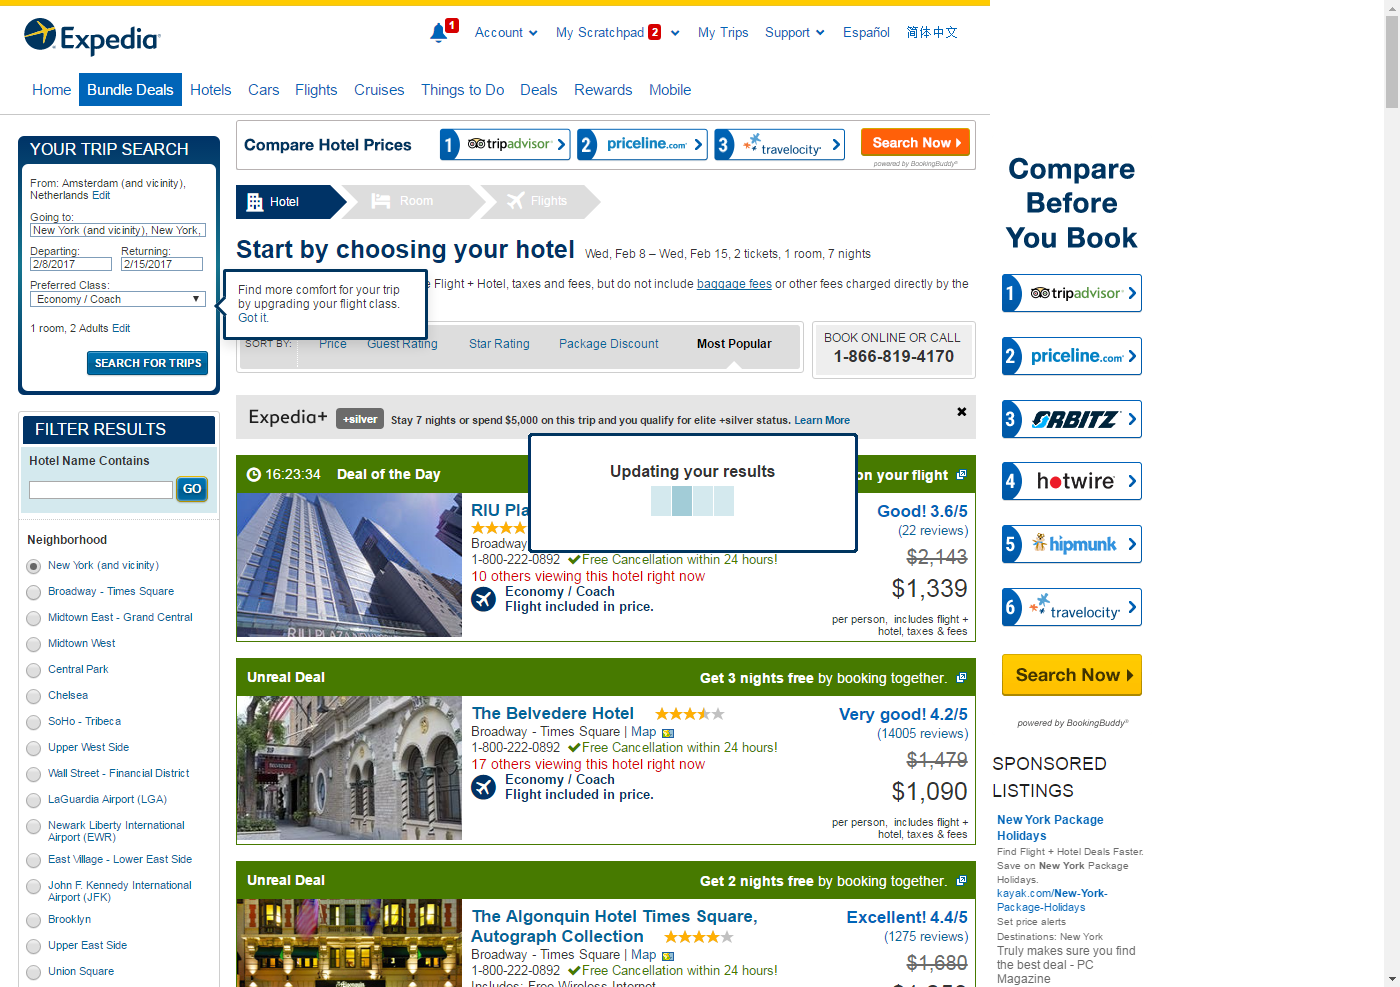 Expedia
1
Account
My Scratchpad 2
My Trips
Support
Español
简体中文
Home
Bundle Deals
Hotels
Cars
Flights
Cruises
Things to Do
Deals
Rewards
Mobile
YOUR TRIP SEARCH
From: Amsterdam (and vicinity),
Netherlands Edit
Going to:
New York (and vicinity), New York,
Departing:
Returning:
2/8/2017
2/15/2017
Preferred Class:
Economy / Coach
1 room, 2 Adults Edit
SEARCH FOR TRIPS
FILTER RESULTS
Hotel Name Contains
GO
Neighborhood
New York (and vicinity)
Broadway - Times Square
Midtown East - Grand Central
Midtown West
Central Park
Chelsea
SoHo - Tribeca
Upper West Side
Wall Street - Financial District
LaGuardia Airport (LGA)
Newark Liberty International
Airport (EWR)
East Village - Lower East Side
John F. Kennedy International
Airport (JFK)
Brooklyn
Upper East Side
Union Square
Compare Hotel Prices
1 tripadvisor
2 priceline.com
3 travelocity
Search Now
powered by BookingBuddy
Hotel
Room
Flights
Start by choosing your hotel
Wed, Feb 8 – Wed, Feb 15, 2 tickets, 1 room, 7 nights
Find more comfort for your trip
by upgrading your flight class.
Got it.
e Flight + Hotel, taxes and fees, but do not include baggage fees or other fees charged directly by the
SORT BY:
Price
Guest Rating
Star Rating
Package Discount
Most Popular
BOOK ONLINE OR CALL
1-866-819-4170
Expedia+ +silver Stay 7 nights or spend $5,000 on this trip and you qualify for elite +silver status. Learn More
Updating your results
16:23:34 Deal of the Day
on your flight
RIU PLAZA
RIU Pla
Broadway
1-800-222-0892 Free Cancellation within 24 hours!
10 others viewing this hotel right now
Economy / Coach
Flight included in price.
Good! 3.6/5
(22 reviews)
$2,143
$1,339
per person, includes flight +
hotel, taxes & fees
Unreal Deal
Get 3 nights free by booking together.
The Belvedere Hotel
Broadway - Times Square | Map
1-800-222-0892 Free Cancellation within 24 hours!
17 others viewing this hotel right now
Economy / Coach
Flight included in price.
Very good! 4.2/5
(14005 reviews)
$1,479
$1,090
per person, includes flight +
hotel, taxes & fees
Unreal Deal
Get 2 nights free by booking together.
The Algonquin Hotel Times Square,
Autograph Collection
Broadway - Times Square | Map
1-800-222-0892 Free Cancellation within 24 hours!
Includes: Free Wireless Internet
Excellent! 4.4/5
(1275 reviews)
$1,680
Compare
Before
You Book
1 tripadvisor
2 priceline.com
3 ORBITZ
4 hotwire
5 hipmunk
6 travelocity
Search Now
powered by BookingBuddy
SPONSORED
LISTINGS
New York Package
Holidays
Find Flight + Hotel Deals Faster.
Save on New York Package
Holidays.
kayak.com/New-York-
Package-Holidays
Set price alerts
Destinations: New York
Truly makes sure you find
the best deal - PC
Magazine